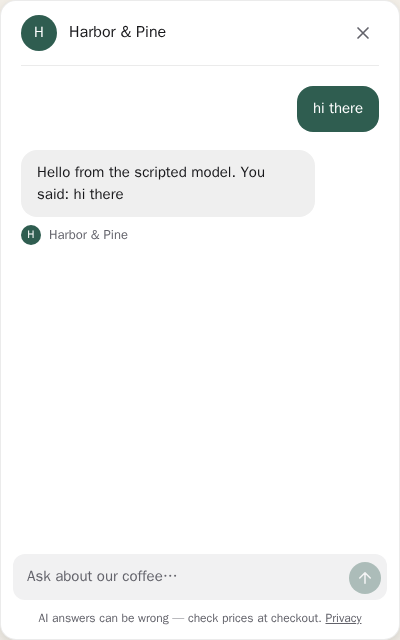 H Harbor & Pine
hi there
Hello from the scripted model. You
said: hi there
H Harbor & Pine
Ask about our coffee···
AI answers can be wrong — check prices at checkout. Privacy